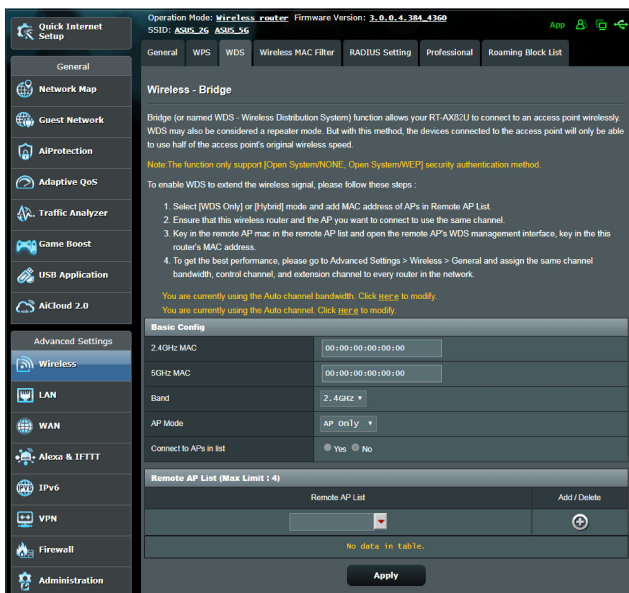 Quick Internet
Setup
General
Network Map
Guest Network
AiProtection
Adaptive QoS
Traffic Analyzer
Game Boost
USB Application
AiCloud 2.0
Advanced Settings
Wireless
LAN
WAN
Alexa & IFTTT
IPv6
VPN
Firewall
Administration
Operation Mode: Wireless router Firmware Version: 3.0.0.4.384_4360
SSID: ASUS_2G ASUS_5G
App
General WPS WDS Wireless MAC Filter RADIUS Setting Professional Roaming Block List
Wireless - Bridge
Bridge (or named WDS - Wireless Distribution System) function allows your RT-AX82U to connect to an access point wirelessly.
WDS may also be considered a repeater mode. But with this method, the devices connected to the access point will only be able
to use half of the access point's original wireless speed.
Note:The function only support [Open System/NONE, Open System/WEP] security authentication method.
To enable WDS to extend the wireless signal, please follow these steps :
1. Select [WDS Only] or [Hybrid] mode and add MAC address of APs in Remote AP List.
2. Ensure that this wireless router and the AP you want to connect to use the same channel.
3. Key in the remote AP mac in the remote AP list and open the remote AP's WDS management interface, key in the this
router's MAC address.
4. To get the best performance, please go to Advanced Settings > Wireless > General and assign the same channel
bandwidth, control channel, and extension channel to every router in the network.
You are currently using the Auto channel bandwidth. Click Here to modify.
You are currently using the Auto channel. Click Here to modify.
Basic Config
2.4GHz MAC 00:00:00:00:00:00
5GHz MAC 00:00:00:00:00:00
Band 2.4GHz
AP Mode AP Only
Connect to APs in list Yes No
Remote AP List (Max Limit : 4)
Remote AP List Add / Delete
No data in table.
Apply